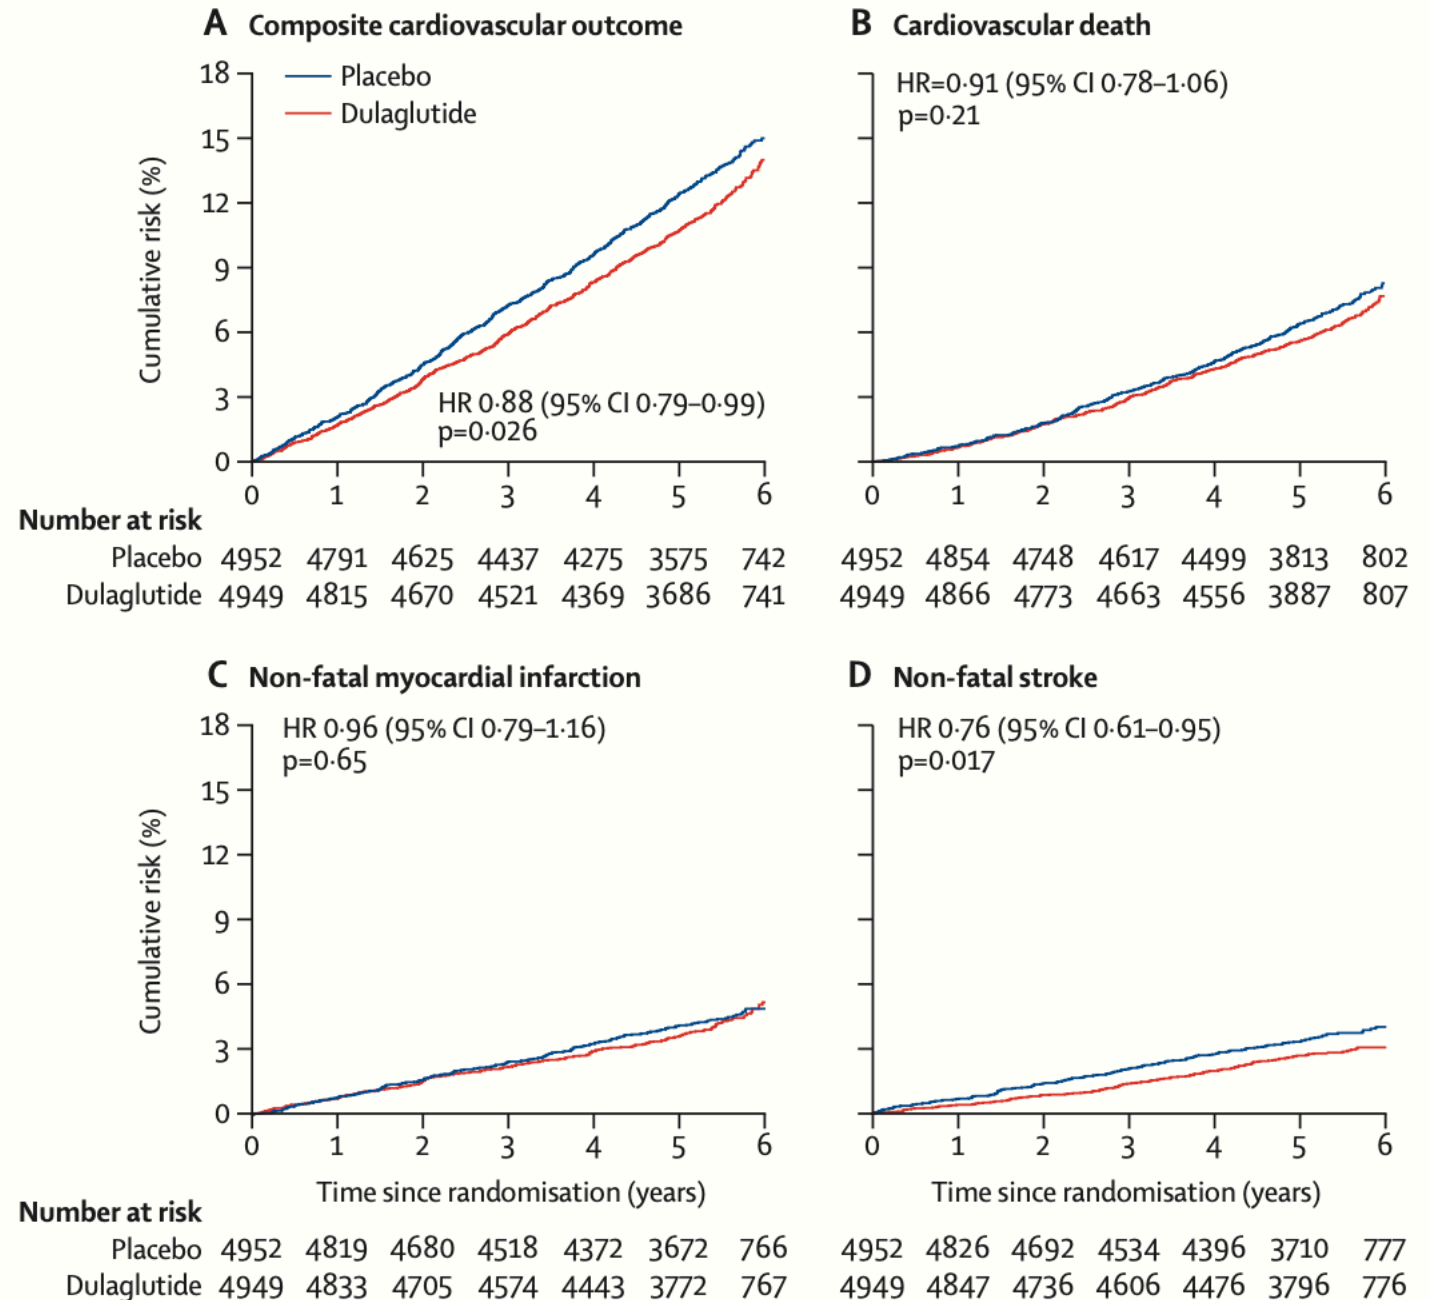 A Composite cardiovascular outcome
Placebo
Dulaglutide
Cumulative risk (%)
18
15
12
9
6
3
0
HR 0·88 (95% CI 0·79–0·99)
p=0·026
0 1 2 3 4 5 6
B Cardiovascular death
HR=0·91 (95% CI 0·78–1·06)
p=0·21
0 1 2 3 4 5 6
Number at risk
Placebo 4952 4791 4625 4437 4275 3575 742 4952 4854 4748 4617 4499 3813 802
Dulaglutide 4949 4815 4670 4521 4369 3686 741 4949 4866 4773 4663 4556 3887 807
C Non-fatal myocardial infarction
HR 0·96 (95% CI 0·79–1·16)
p=0·65
Cumulative risk (%)
18
15
12
9
6
3
0
0 1 2 3 4 5 6
Time since randomisation (years)
D Non-fatal stroke
HR 0·76 (95% CI 0·61–0·95)
p=0·017
0 1 2 3 4 5 6
Time since randomisation (years)
Number at risk
Placebo 4952 4819 4680 4518 4372 3672 766 4952 4826 4692 4534 4396 3710 777
Dulaglutide 4949 4833 4705 4574 4443 3772 767 4949 4847 4736 4606 4476 3796 776